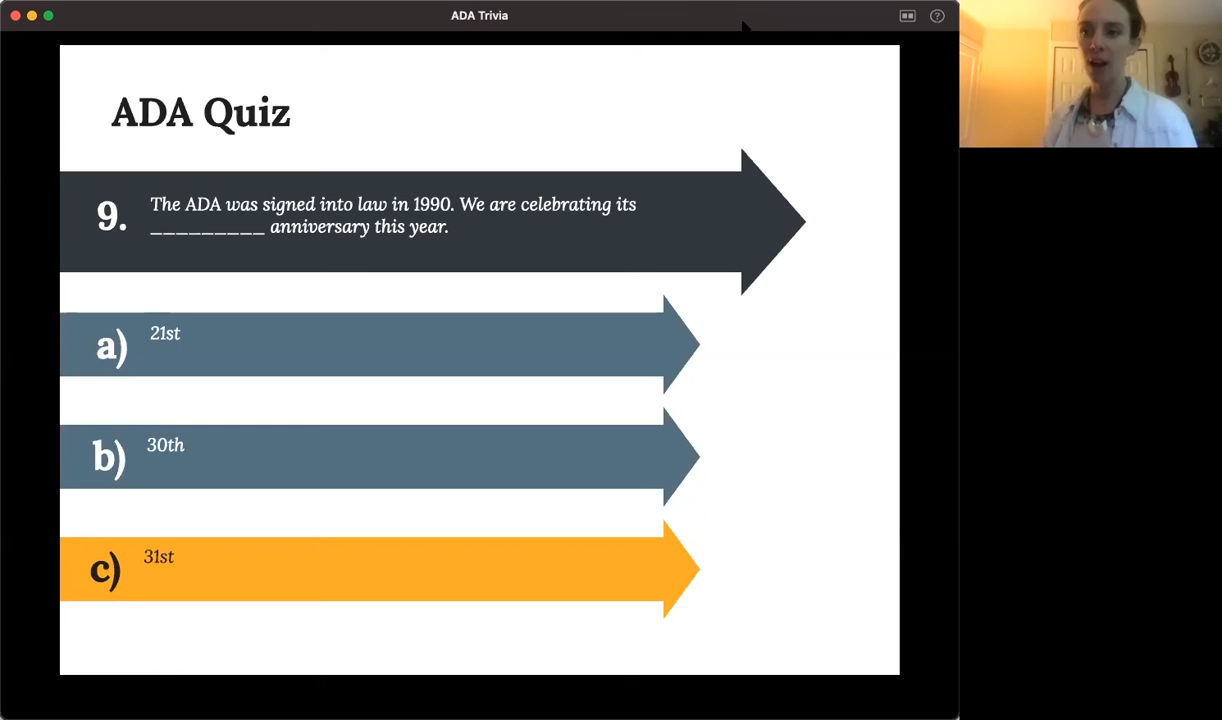 ADA Trivia
ADA Quiz
9.
The ADA was signed into law in 1990. We are celebrating its
_________ anniversary this year.
a)
21st
b)
30th
c)
31st